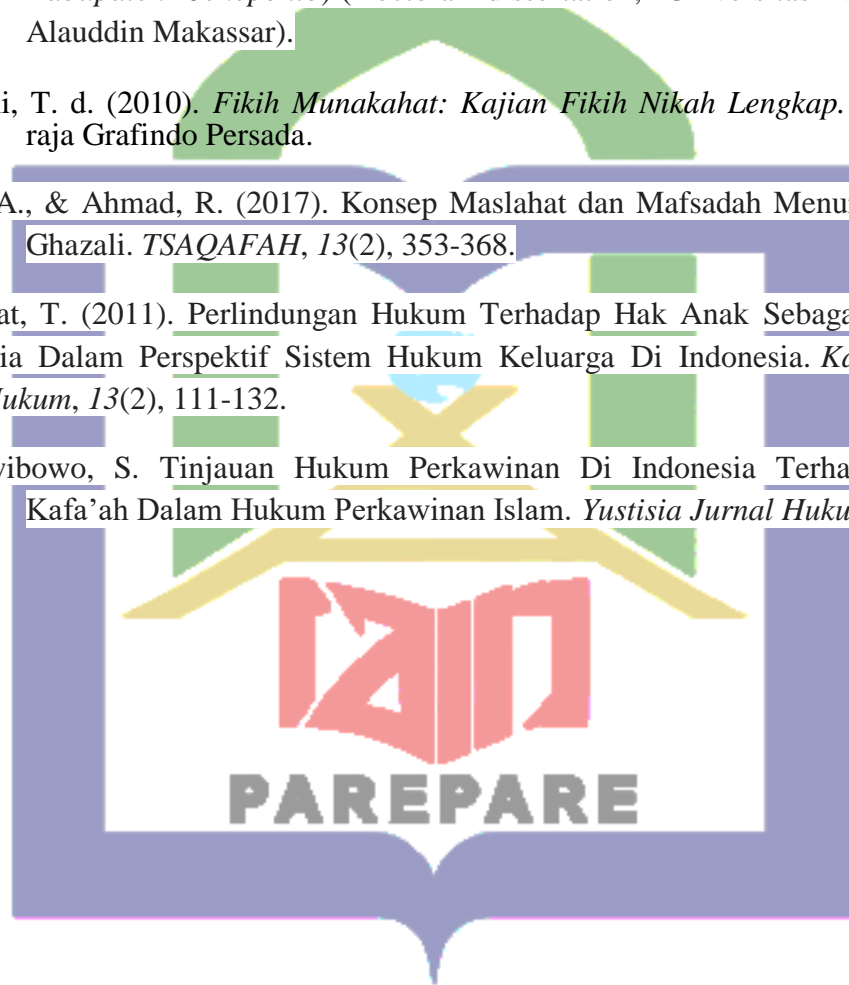 Alauddin Makassar).
i, T. d. (2010). Fikih Munakahat: Kajian Fikih Nikah Lengkap.
raja Grafindo Persada.
A., & Ahmad, R. (2017). Konsep Maslahat dan Mafsadah Menu
Ghazali. TSAQAFAH, 13(2), 353-368.
at, T. (2011). Perlindungan Hukum Terhadap Hak Anak Sebaga
ia Dalam Perspektif Sistem Hukum Keluarga Di Indonesia. Ka
Hukum, 13(2), 111-132.
wibowo, S. Tinjauan Hukum Perkawinan Di Indonesia Terha
Kafa’ah Dalam Hukum Perkawinan Islam. Yustisia Jurnal Huku
iain
PAREPARE